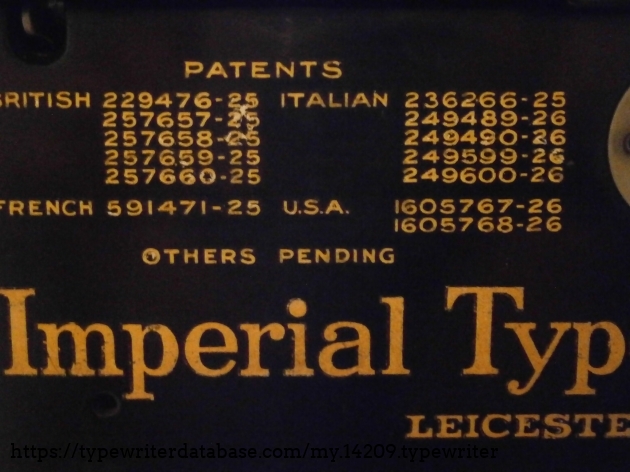 PATENTS
BRITISH 229476-25 ITALIAN 236266-25
257657-25 249489-26
257658-25 249490-26
257659-25 249599-26
257660-25 249600-26
FRENCH 591471-25 U.S.A. 1605767-26
1605768-26
OTHERS PENDING
Imperial Typ
LEICESTE
https://typewriterdatabase.com/my.14209.typewriter